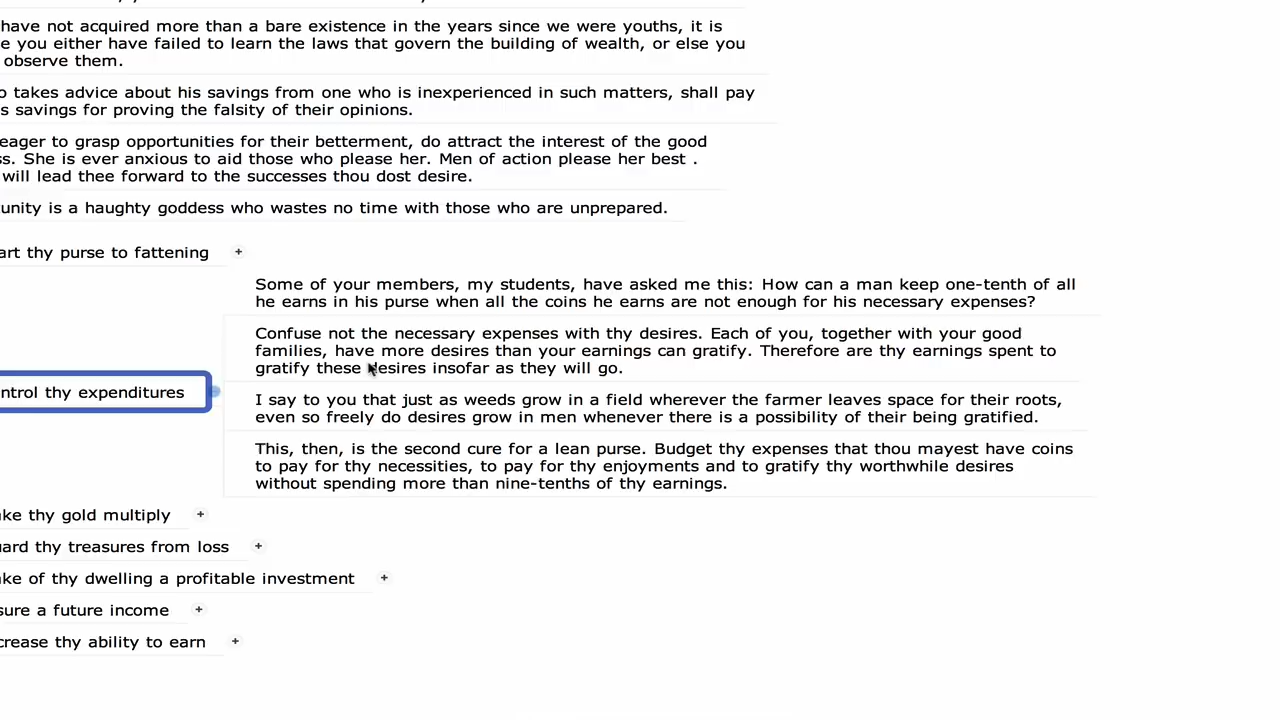 have not acquired more than a bare existence in the years since we were youths, it is
e you either have failed to learn the laws that govern the building of wealth, or else you
observe them.
o takes advice about his savings from one who is inexperienced in such matters, shall pay
s savings for proving the falsity of their opinions.
eager to grasp opportunities for their betterment, do attract the interest of the good
s. She is ever anxious to aid those who please her. Men of action please her best .
will lead thee forward to the successes thou dost desire.
unity is a haughty goddess who wastes no time with those who are unprepared.
art thy purse to fattening +
Some of your members, my students, have asked me this: How can a man keep one-tenth of all
he earns in his purse when all the coins he earns are not enough for his necessary expenses?
Confuse not the necessary expenses with thy desires. Each of you, together with your good
families, have more desires than your earnings can gratify. Therefore are thy earnings spent to
gratify these desires insofar as they will go.
ntrol thy expenditures
I say to you that just as weeds grow in a field wherever the farmer leaves space for their roots,
even so freely do desires grow in men whenever there is a possibility of their being gratified.
This, then, is the second cure for a lean purse. Budget thy expenses that thou mayest have coins
to pay for thy necessities, to pay for thy enjoyments and to gratify thy worthwhile desires
without spending more than nine-tenths of thy earnings.
ake thy gold multiply +
uard thy treasures from loss +
ake of thy dwelling a profitable investment +
sure a future income +
crease thy ability to earn +